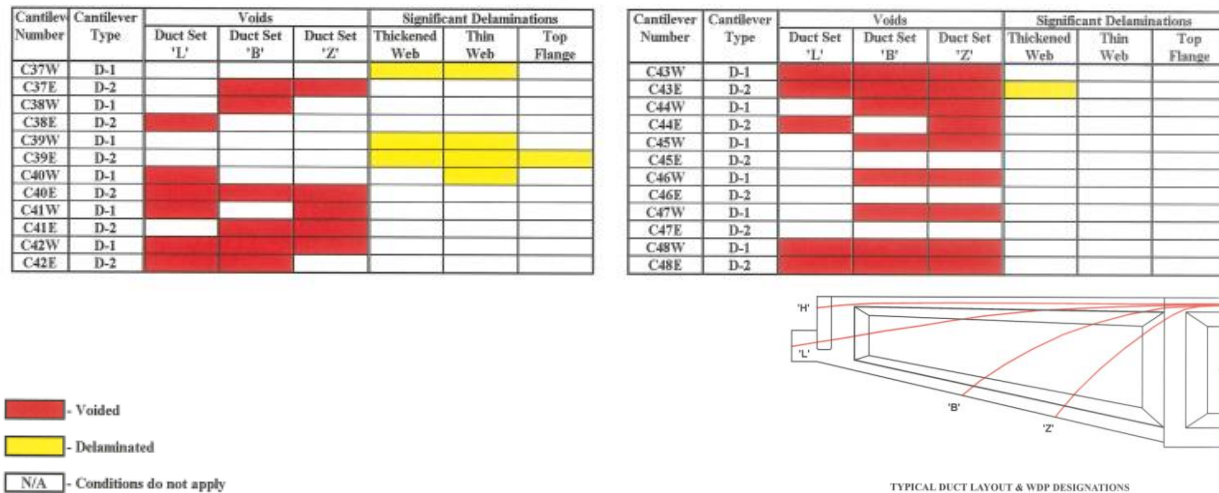 Cantilev Cantilever Voids Significant Delaminations
Number Type Duct Set Duct Set Duct Set Thickened Thin Top
'L' 'B' 'Z' Web Web Flange
C37W D-1
C37E D-2
C38W D-1
C38E D-2
C39W D-1
C39E D-2
C40W D-1
C40E D-2
C41W D-1
C41E D-2
C42W D-1
C42E D-2
Cantilever Cantilever Voids Significant Delaminations
Number Type Duct Set Duct Set Duct Set Thickened Thin Top
'L' 'B' 'Z' Web Web Flange
C43W D-1
C43E D-2
C44W D-1
C44E D-2
C45W D-1
C45E D-2
C46W D-1
C46E D-2
C47W D-1
C47E D-2
C48W D-1
C48E D-2
'H'
'L'
'B'
'Z'
- Voided
- Delaminated
N/A - Conditions do not apply
TYPICAL DUCT LAYOUT & WDP DESIGNATIONS